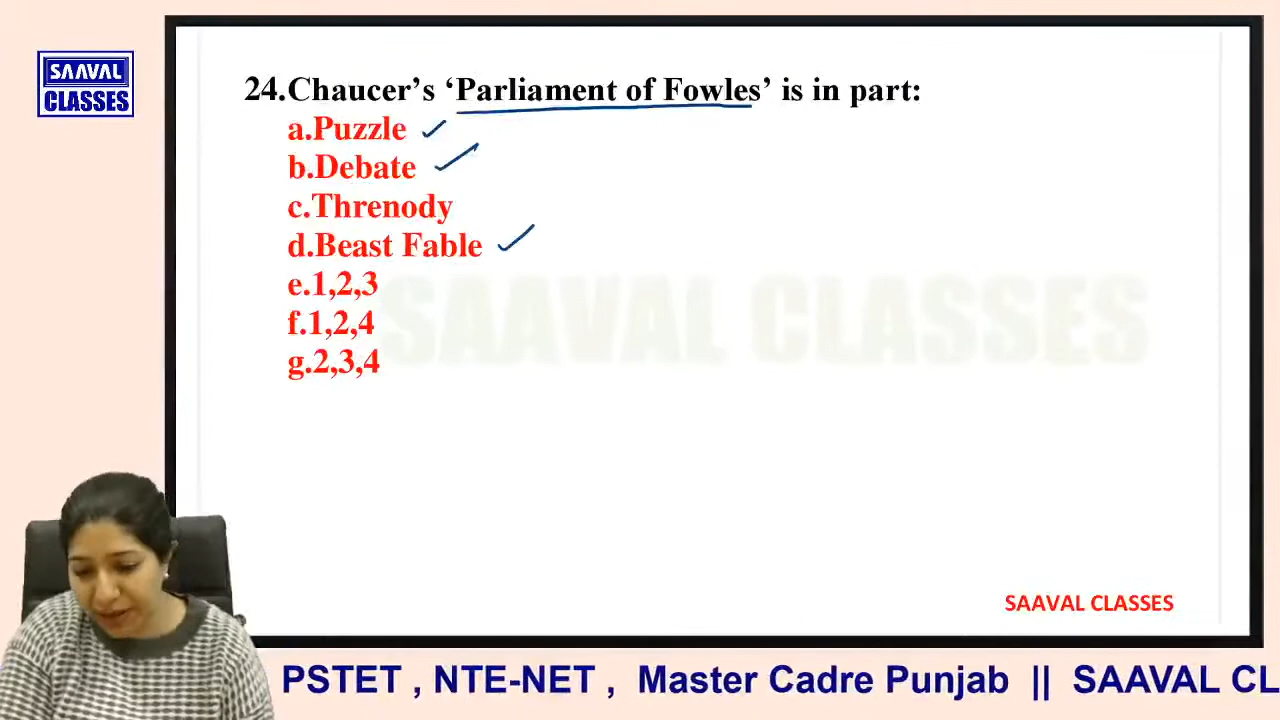 SAAVAL
CLASSES
24.Chaucer's ‘Parliament of Fowles’ is in part:
a.Puzzle
b.Debate
c.Threnody
d.Beast Fable
e.1,2,3
f.1,2,4
g.2,3,4
SAAVAL CLASSES
SAAVAL CLASSES
PSTET , NTE-NET , Master Cadre Punjab || SAAVAL CL